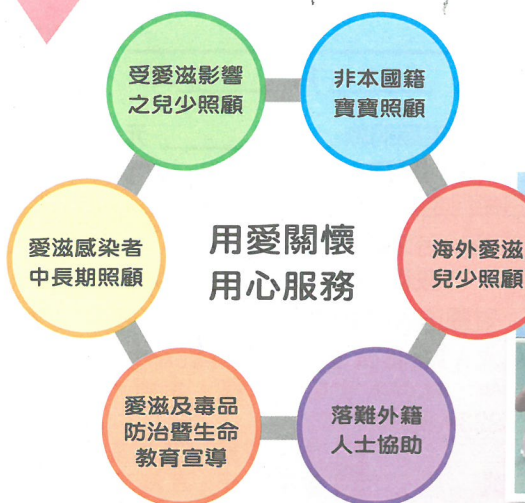 受愛滋影響
之兒少照顧
非本國籍
寶寶照顧
愛滋感染者
中長期照顧
用愛關懷
用心服務
海外愛滋
兒少照顧
愛滋及毒品
防治暨生命
教育宣導
落難外籍
人士協助